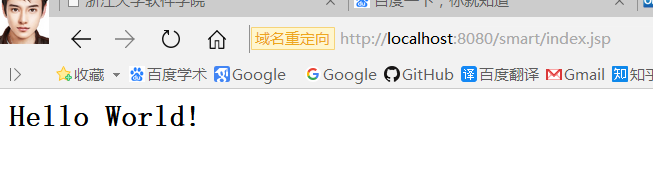 浙江大学软件学院 百度一下，你就知道
域名重定向 http://localhost:8080/smart/index.jsp
收藏 百度学术 Google Google GitHub 译 百度翻译 Gmail 知 知乎
Hello World!